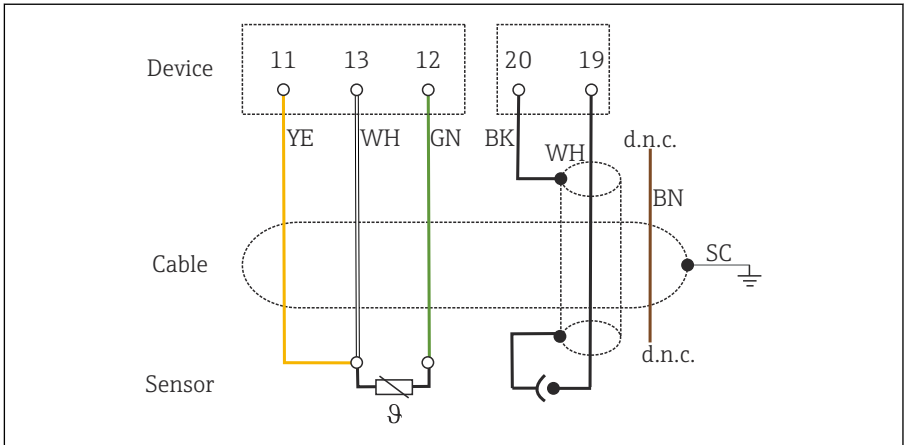 11 13 12 20 19
Device
YE WH GN BK WH d.n.c.
BN
Cable SC
d.n.c.
Sensor
ϑ